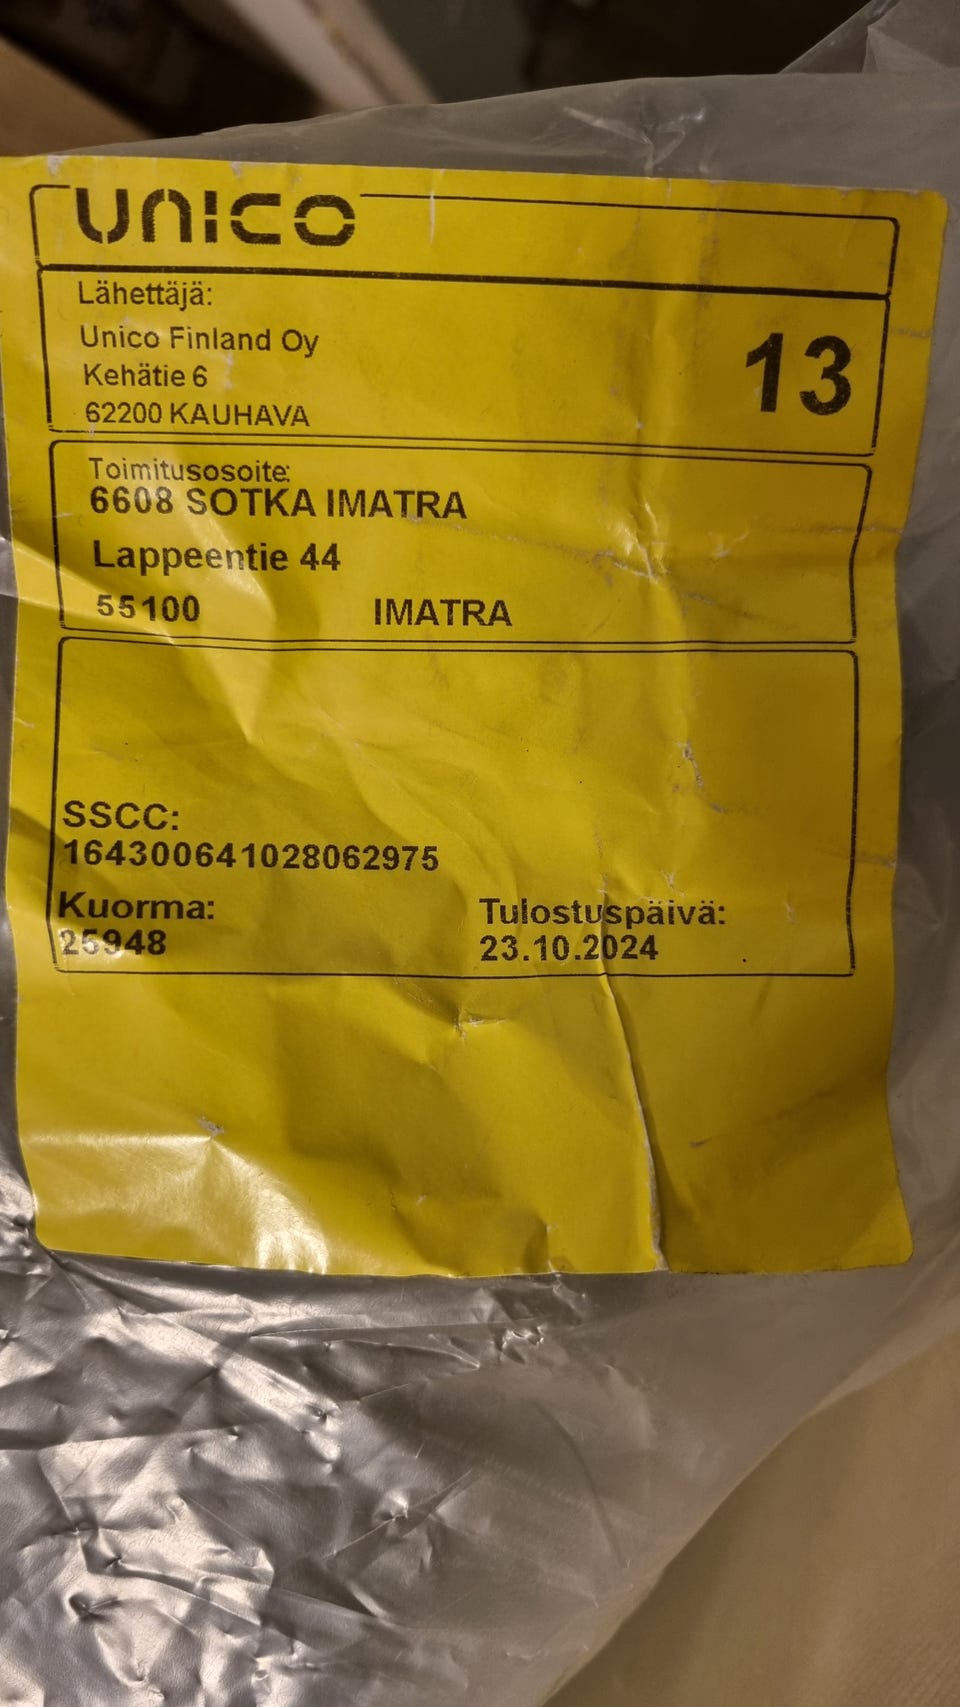 UNICO
Lähettäjä:
Unico Finland Oy
Kehätie 6
62200 KAUHAVA
13
Toimitusosoite:
6608 SOTKA IMATRA
Lappeentie 44
55100 IMATRA
SSCC:
164300641028062975
Kuorma: Tulostuspäivä:
25948 23.10.2024